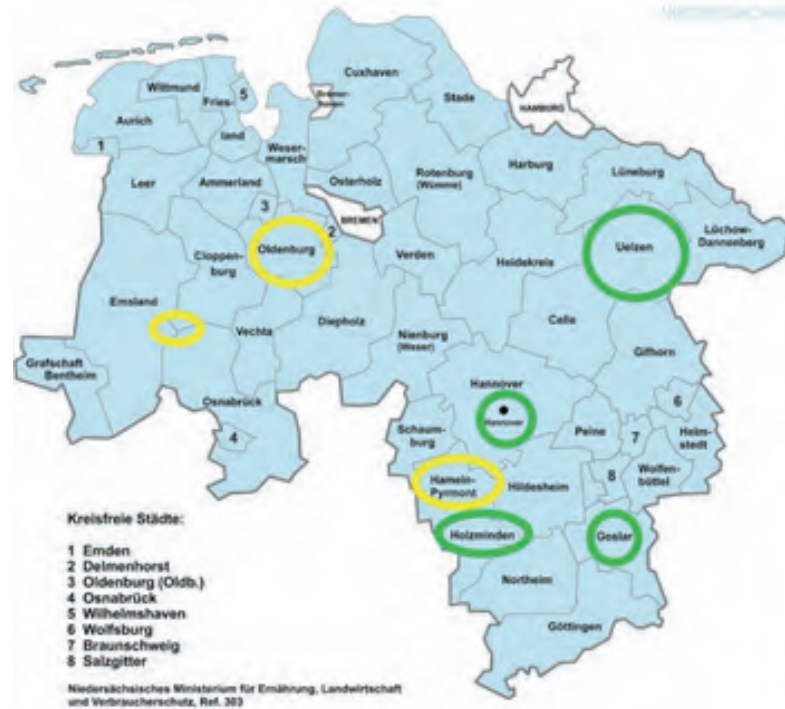 Cuxhaven
Stade
HAMBURG
Wittmund
Fries-
land
5
Aurich
1
Weser-
marsch
Leer
Ammerland
Osterholz
Rotenburg
(Wümme)
Harburg
Lüneburg
3
2
BREMEN
Oldenburg
Cloppen-
burg
Verden
Heidekreis
Uelzen
Lüchow-
Dannenberg
Emsland
Vechta
Diepholz
Nienburg
(Weser)
Celle
Gifhorn
Grafschaft
Bentheim
Osnabrück
4
Hannover
Hannover
Schaum-
burg
Peine
6
7
Helm-
stedt
Wolfen-
büttel
8
Hameln-
Pyrmont
Hildesheim
Holzminden
Goslar
Northeim
Göttingen
Kreisfreie Städte:
1 Emden
2 Delmenhorst
3 Oldenburg (Oldb.)
4 Osnabrück
5 Wilhelmshaven
6 Wolfsburg
7 Braunschweig
8 Salzgitter
Niedersächsisches Ministerium für Ernährung, Landwirtschaft
und Verbraucherschutz, Ref. 303